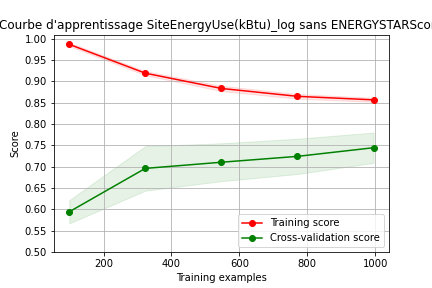 Courbe d'apprentissage SiteEnergyUse(kBtu)_log sans ENERGYSTARScor
1.00
0.95
0.90
0.85
0.80
0.75
0.70
0.65
0.60
0.55
0.50
Score
Training score
Cross-validation score
200 400 600 800 1000
Training examples